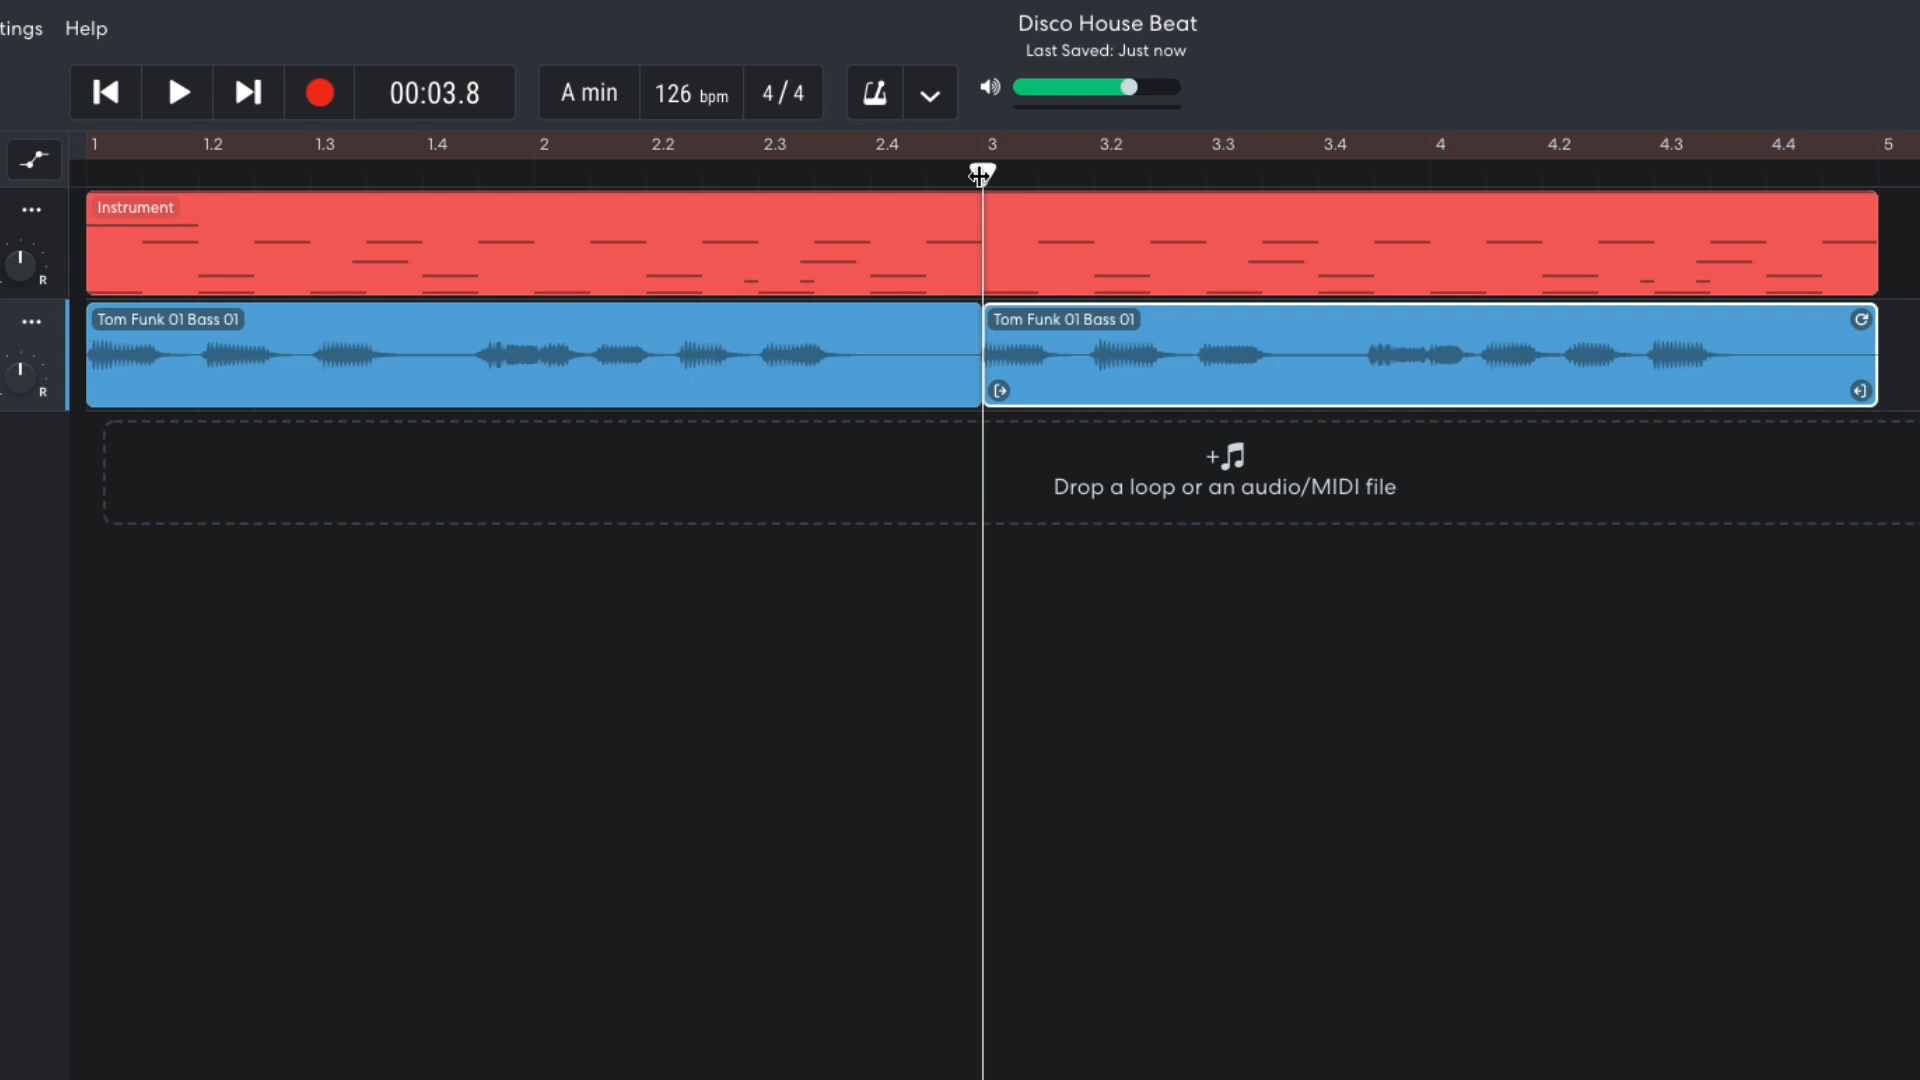 tings Help
Disco House Beat
Last Saved: Just now
00:03.8
A min
126 bpm
4 / 4
1 1.2 1.3 1.4 2 2.2 2.3 2.4 3 3.2 3.3 3.4 4 4.2 4.3 4.4 5
Instrument
R
Tom Funk 01 Bass 01
Tom Funk 01 Bass 01
R
Drop a loop or an audio/MIDI file